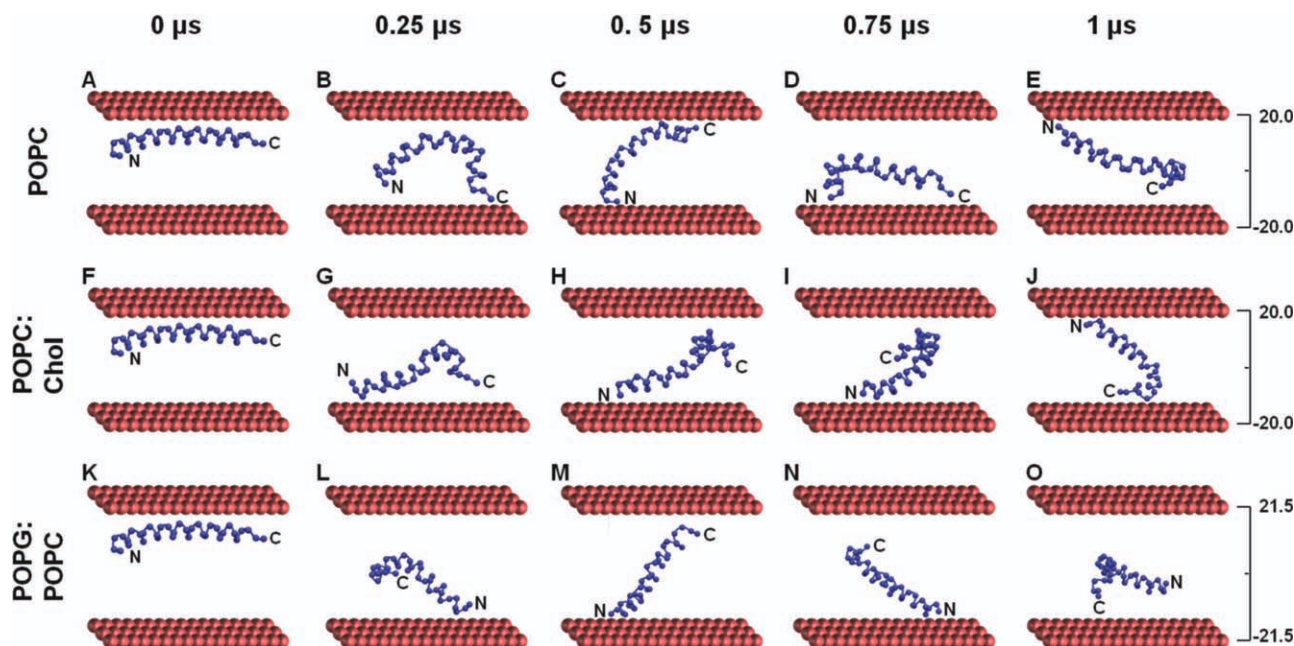 0 µs 0.25 µs 0. 5 µs 0.75 µs 1 µs
A B C D E
POPC
N C N C N C N C N C
20.0
-20.0
F G H I J
POPC:
Chol
N C N C N C N C N C
20.0
-20.0
K L M N O
POPG:
POPC
N C C N N C C N C N
21.5
-21.5